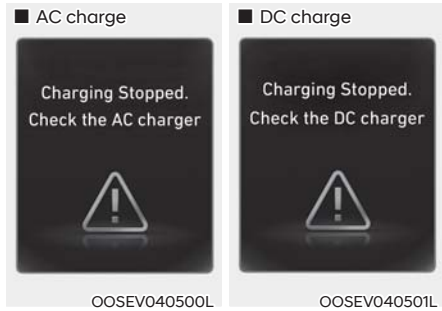 ■ AC charge
Charging Stopped.
Check the AC charger
OOSEV040500L
■ DC charge
Charging Stopped.
Check the DC charger
OOSEV040501L